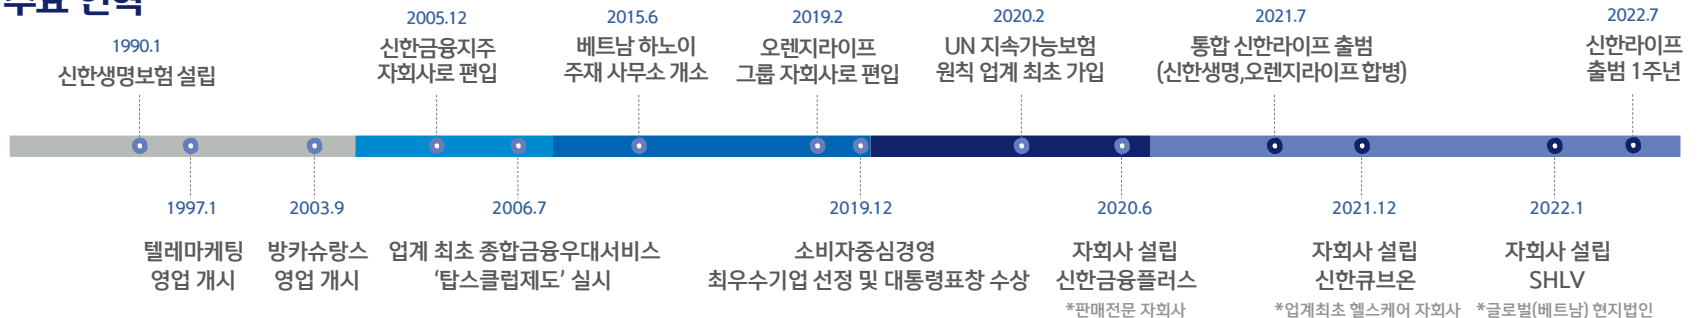 주요 연혁
1990.1
신한생명보험 설립
2005.12
신한금융지주
자회사로 편입
2015.6
베트남 하노이
주재 사무소 개소
2019.2
오렌지라이프
그룹 자회사로 편입
2020.2
UN 지속가능보험
원칙 업계 최초 가입
2021.7
통합 신한라이프 출범
(신한생명,오렌지라이프 합병)
2022.7
신한라이프
출범 1주년
1997.1
텔레마케팅
영업 개시
2003.9
방카슈랑스
영업 개시
2006.7
업계 최초 종합금융우대서비스
‘탑스클럽제도’ 실시
2019.12
소비자중심경영
최우수기업 선정 및 대통령표창 수상
2020.6
자회사 설립
신한금융플러스
*판매전문 자회사
2021.12
자회사 설립
신한큐브온
*업계최초 헬스케어 자회사
2022.1
자회사 설립
SHLV
*글로벌(베트남) 현지법인